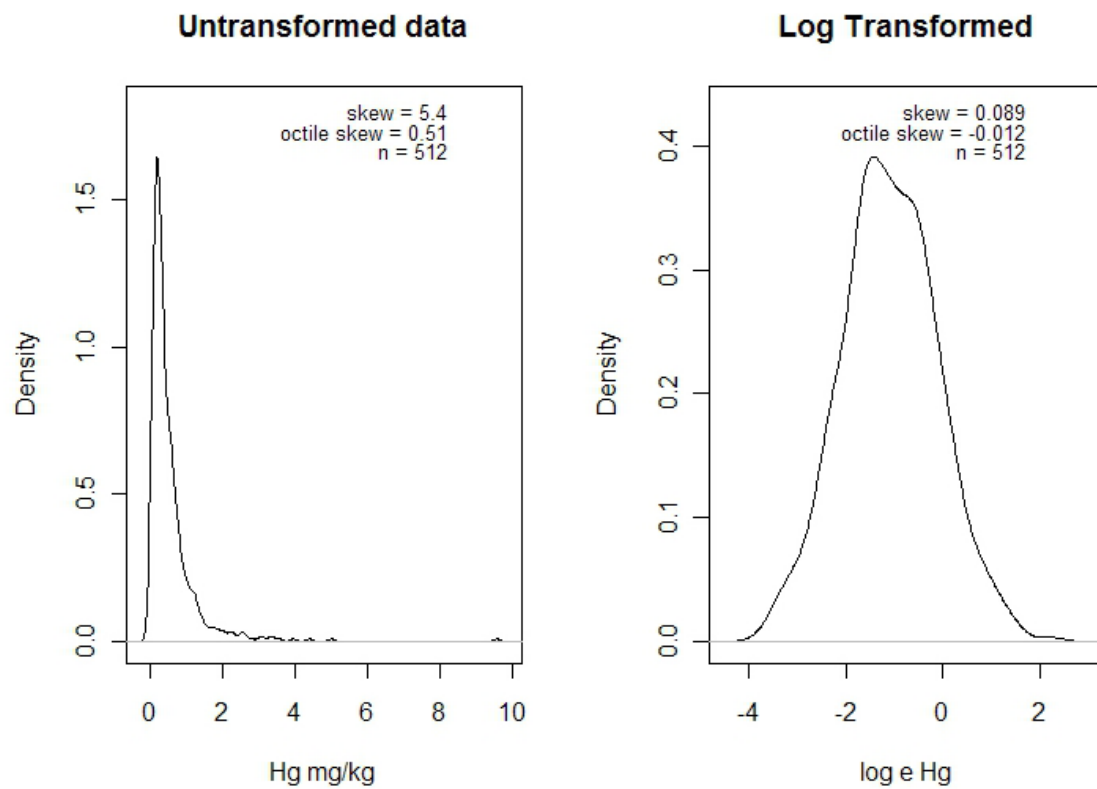 Untransformed data
skew = 5.4
octile skew = 0.51
n = 512
Density
0.0
0.5
1.0
1.5
0 2 4 6 8 10
Hg mg/kg
Log Transformed
skew = 0.089
octile skew = -0.012
n = 512
Density
0.0
0.1
0.2
0.3
0.4
-4 -2 0 2
log e Hg